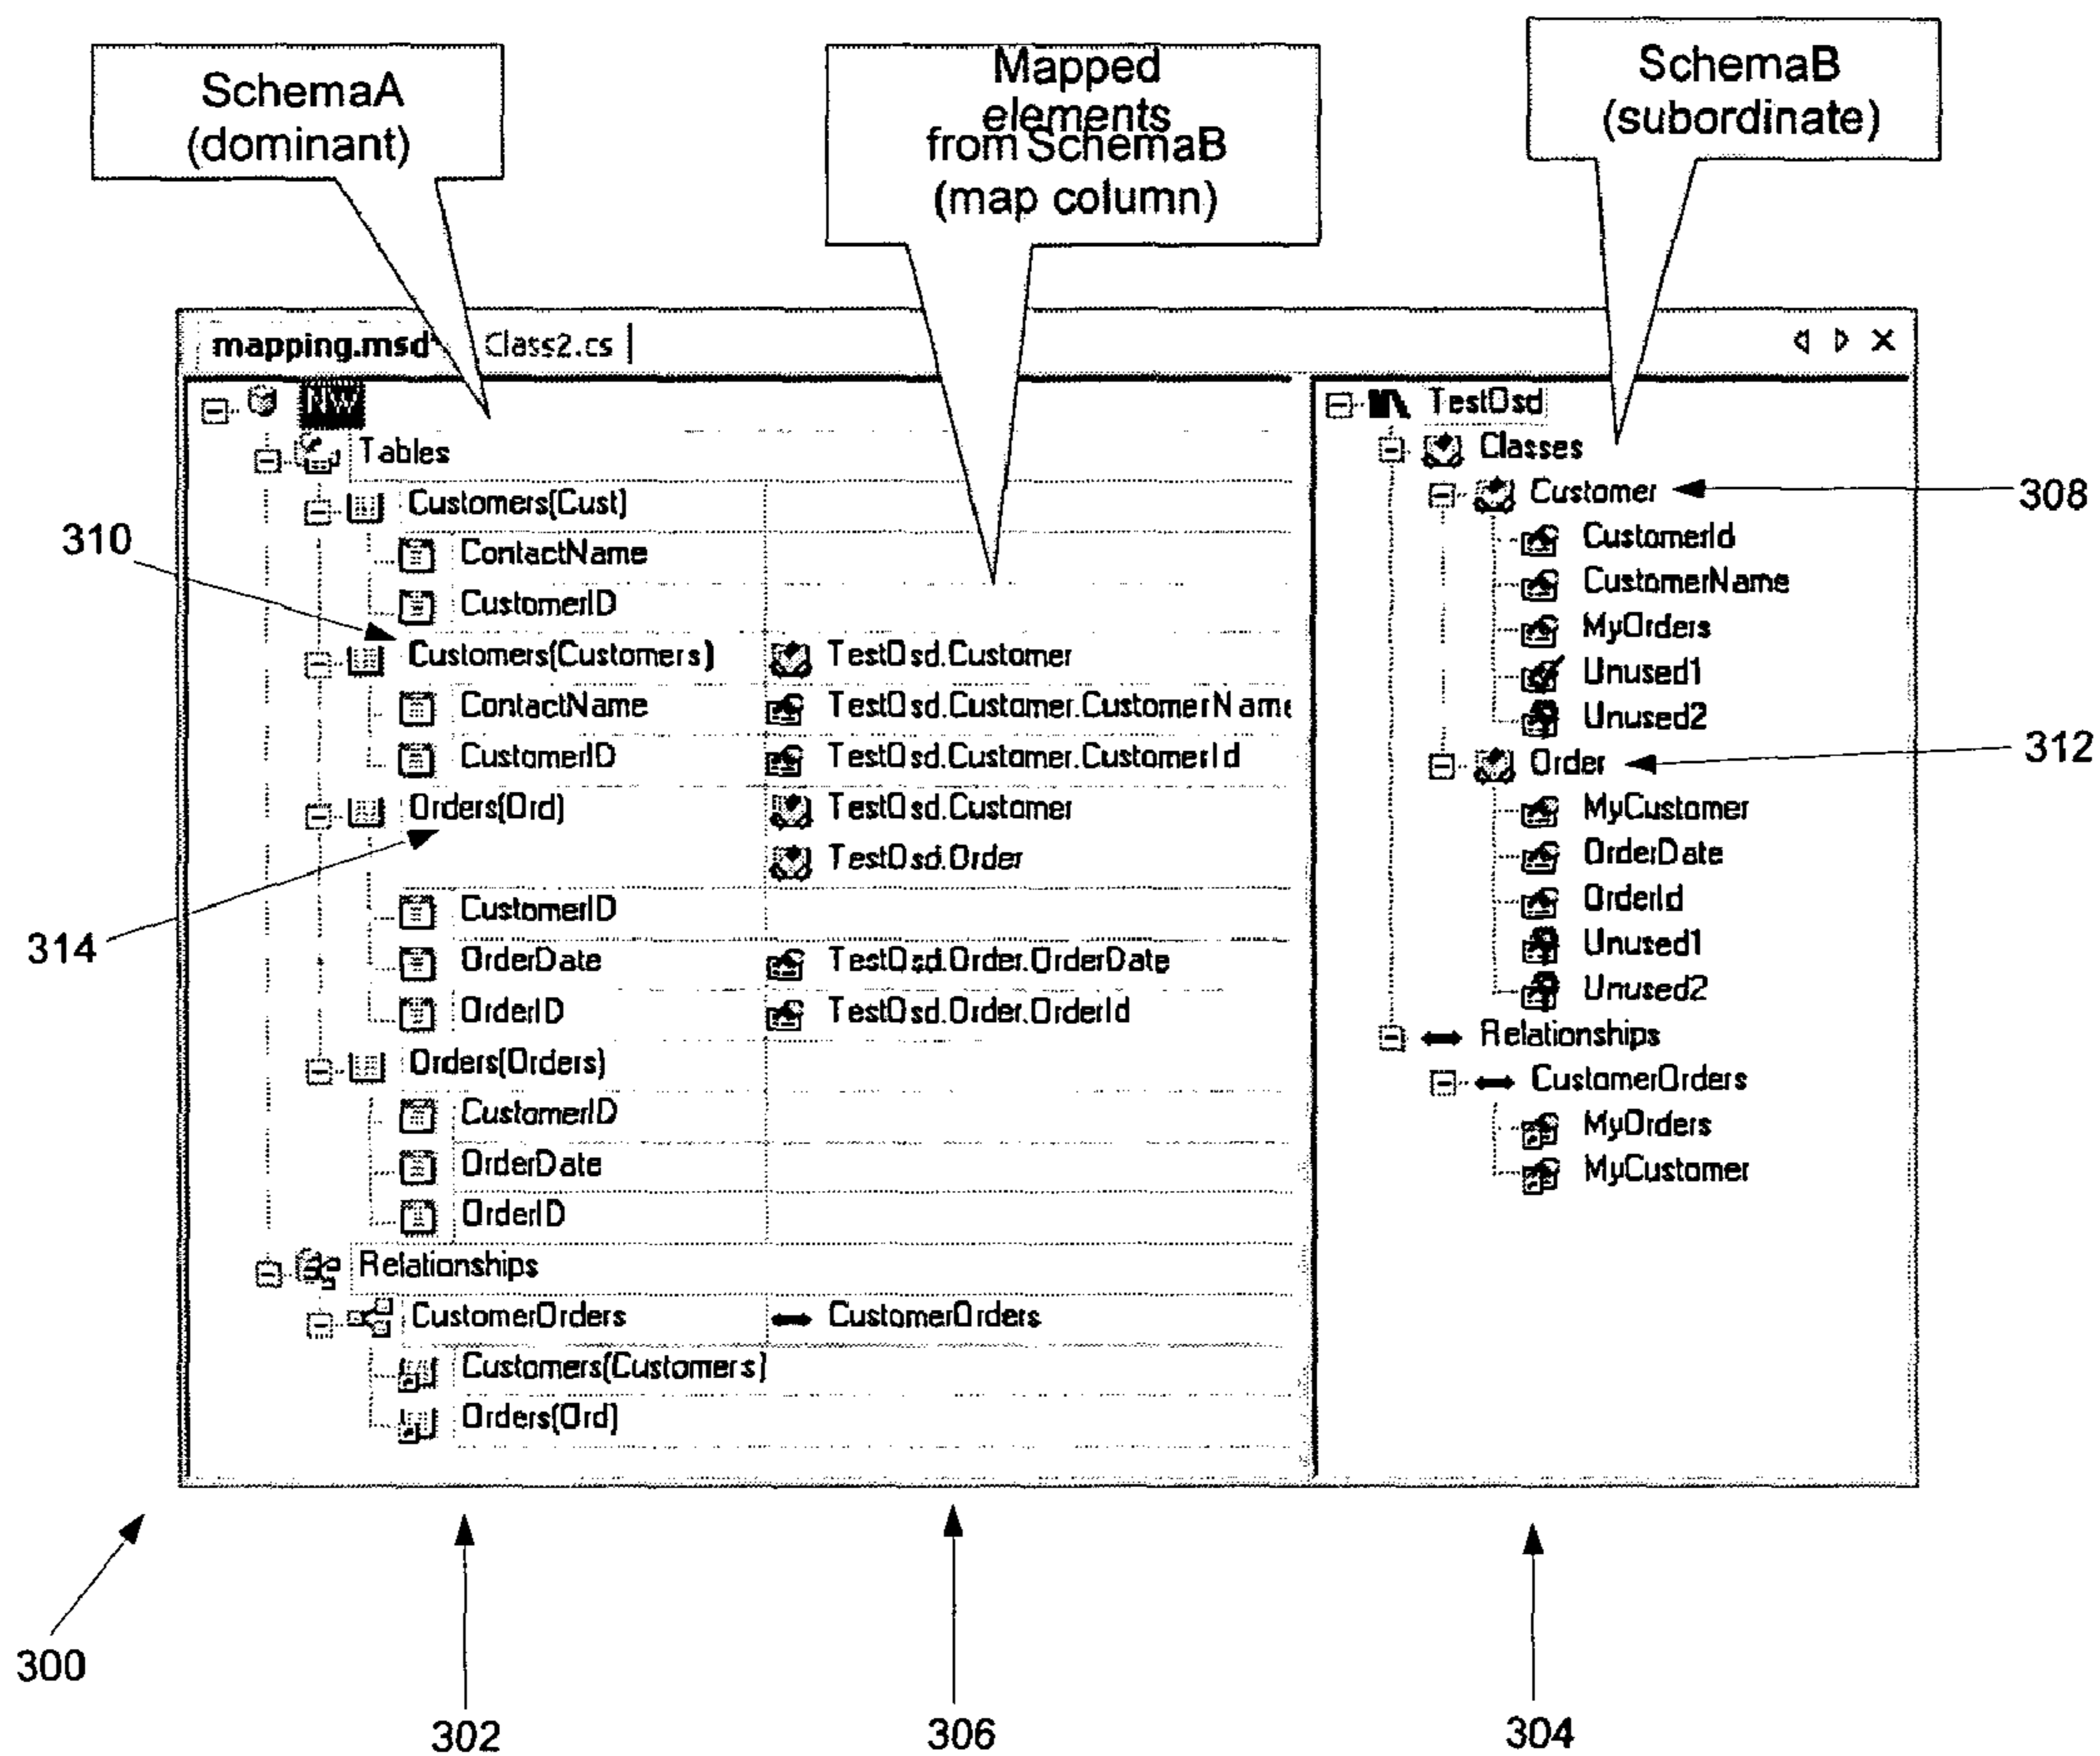 SchemaA
(dominant)
Mapped
elements
from SchemaB
(map column)
SchemaB
(subordinate)
mapping.msd* Class2.cs
NW
Tables
Customers(Cust)
ContactName
CustomerID
Customers(Customers) TestOsd.Customer
ContactName TestOsd.Customer.CustomerName
CustomerID TestOsd.Customer.CustomerId
Orders(Ord) TestOsd.Customer
TestOsd.Order
CustomerID
OrderDate TestOsd.Order.OrderDate
OrderID TestOsd.Order.OrderId
Orders(Orders)
CustomerID
OrderDate
OrderID
Relationships
CustomerOrders CustomerOrders
Customers(Customers)
Orders(Ord)
TestOsd
Classes
Customer
CustomerId
CustomerName
MyOrders
Unused1
Unused2
Order
MyCustomer
OrderDate
OrderId
Unused1
Unused2
Relationships
CustomerOrders
MyOrders
MyCustomer
308
310
312
314
300
302
306
304